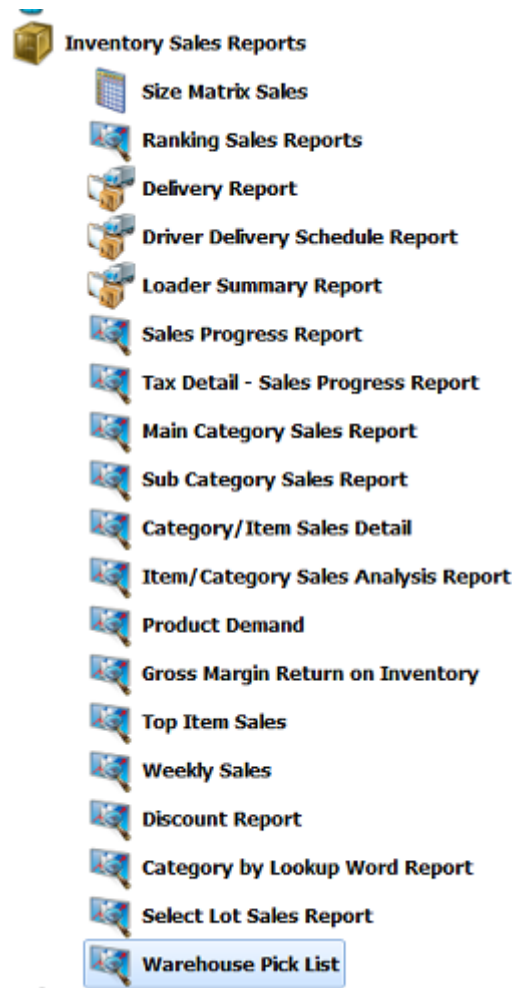 Inventory Sales Reports
Size Matrix Sales
Ranking Sales Reports
Delivery Report
Driver Delivery Schedule Report
Loader Summary Report
Sales Progress Report
Tax Detail - Sales Progress Report
Main Category Sales Report
Sub Category Sales Report
Category/Item Sales Detail
Item/Category Sales Analysis Report
Product Demand
Gross Margin Return on Inventory
Top Item Sales
Weekly Sales
Discount Report
Category by Lookup Word Report
Select Lot Sales Report
Warehouse Pick List